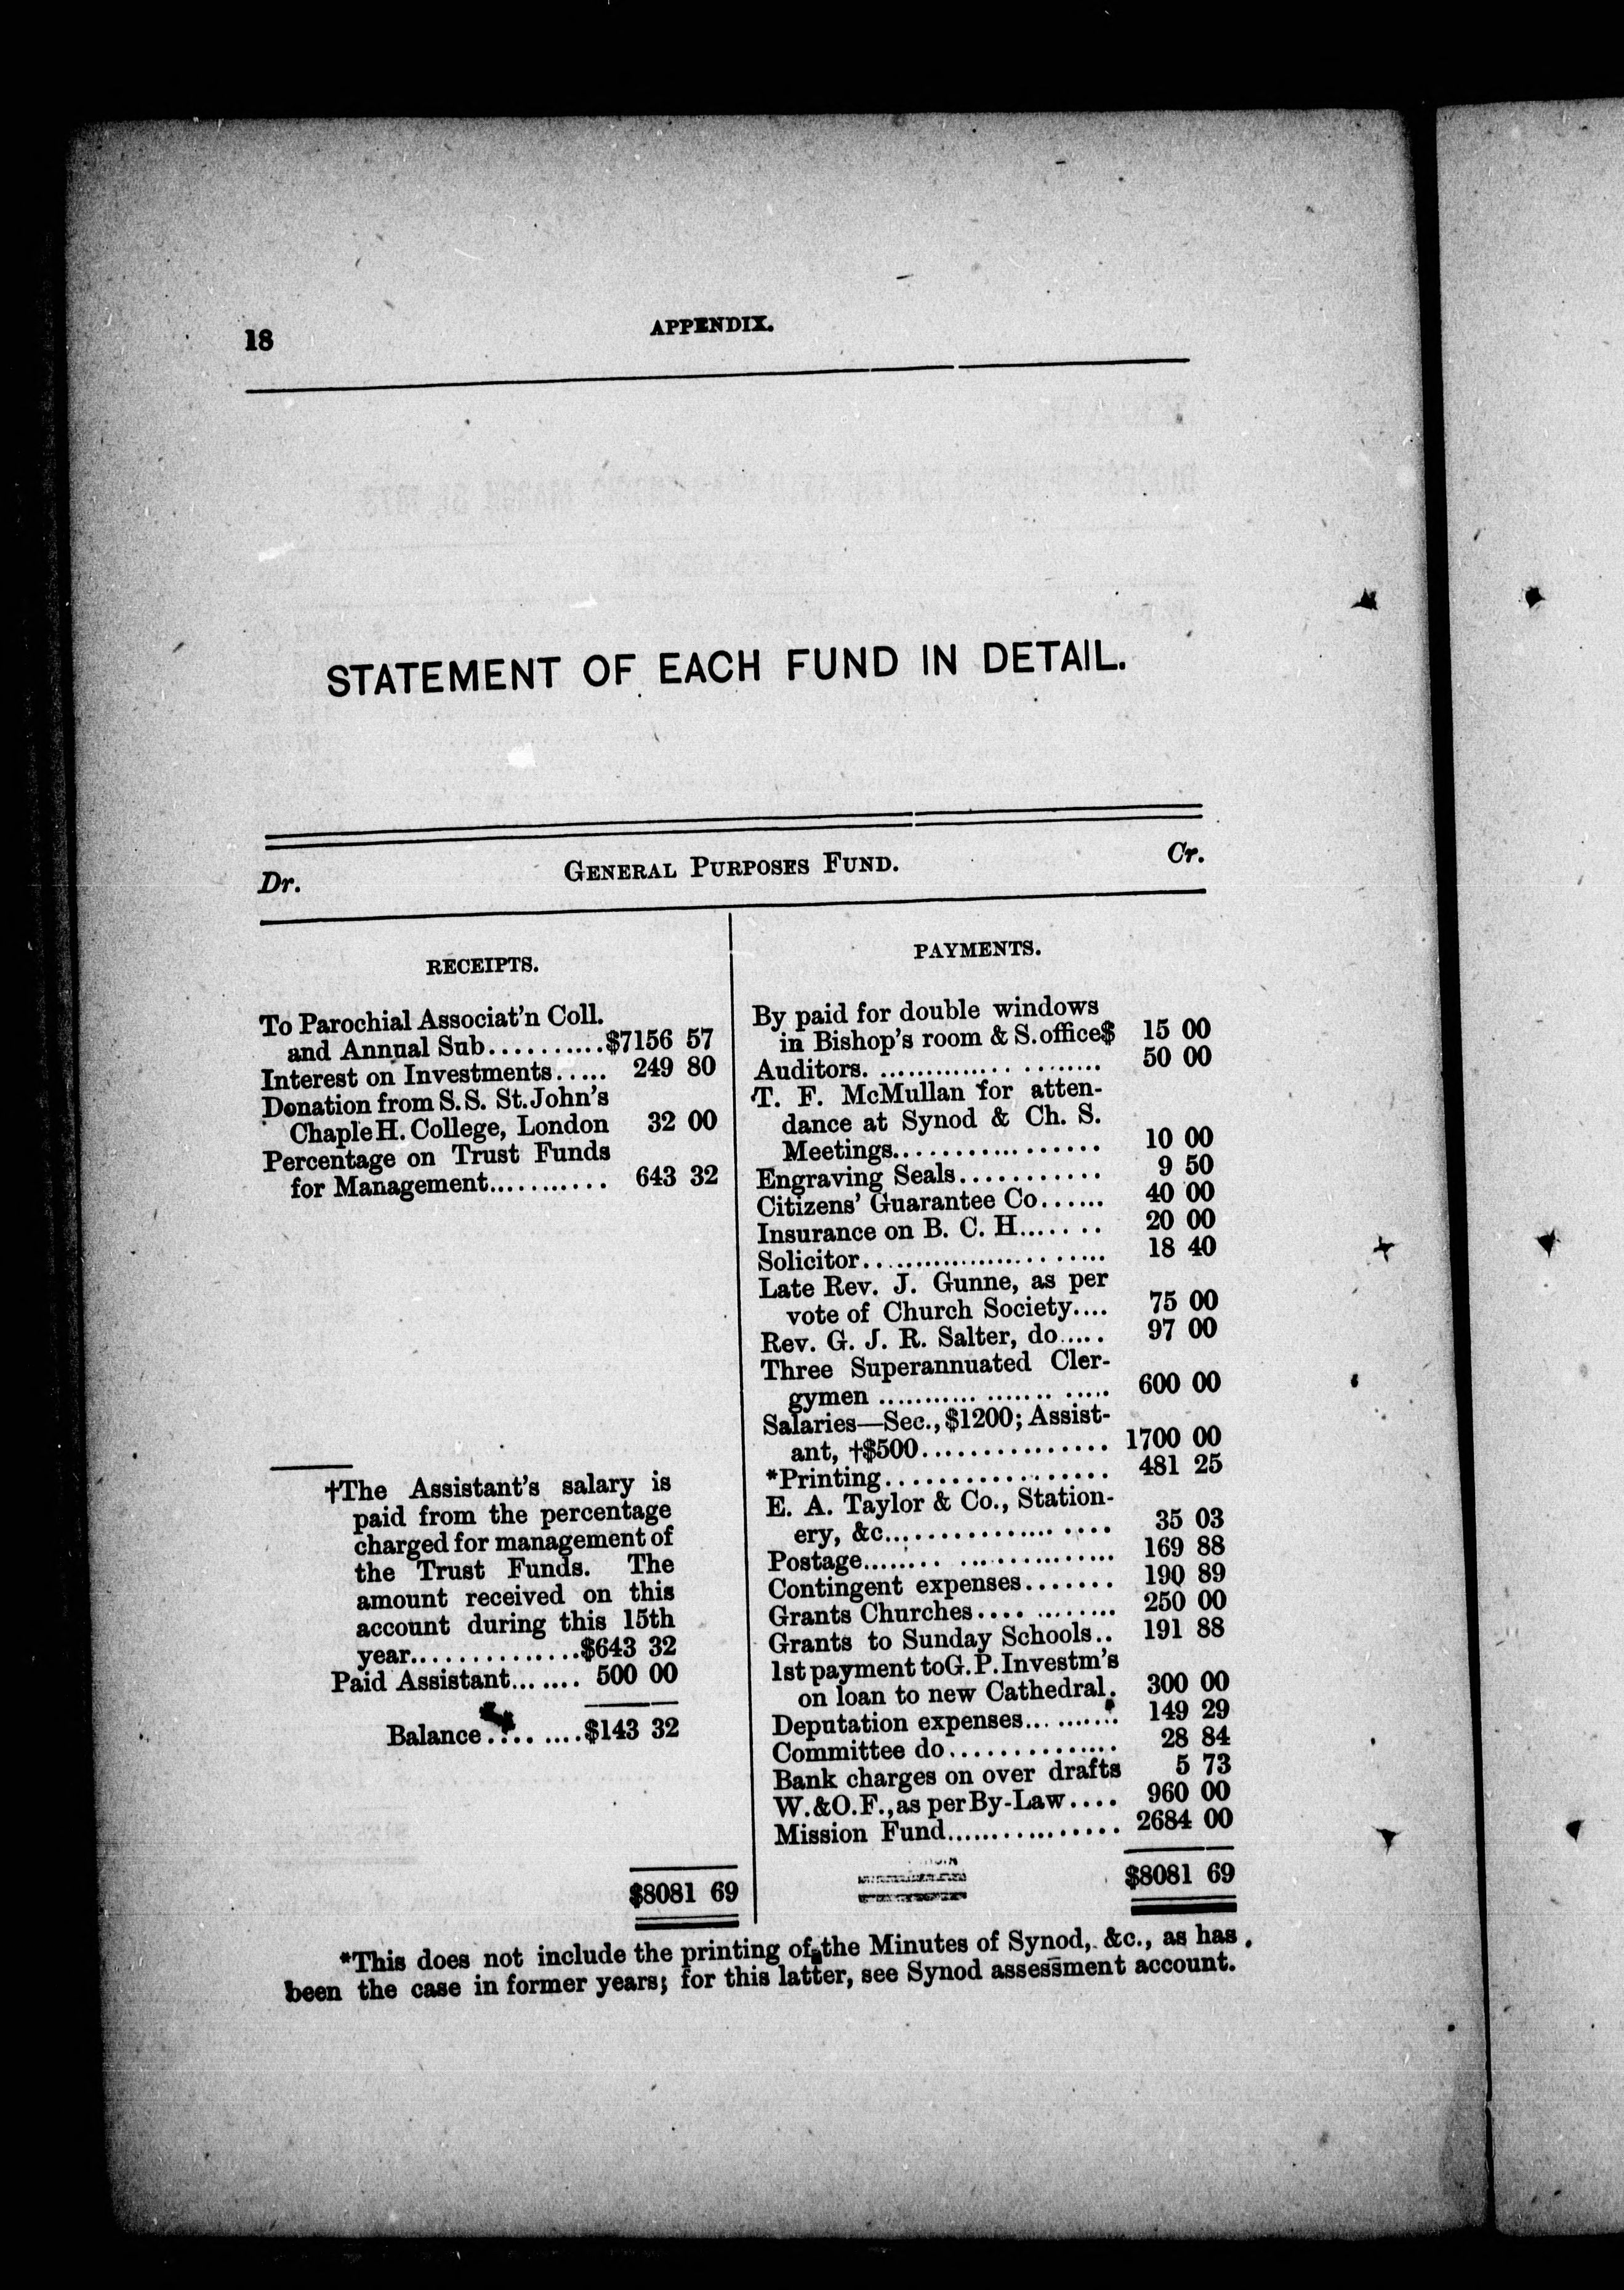 18
APPENDIX.
STATEMENT OF EACH FUND IN DETAIL.
Dr.
GENERAL PURPOSES FUND.
Cr.
RECEIPTS.
To Parochial Associat'n Coll.
and Annual Sub..........$7156 57
Interest on Investments..... 249 80
Donation from S. S. St. John's
Chaple H. College, London 32 00
Percentage on Trust Funds
for Management........... 643 32
†The Assistant's salary is
paid from the percentage
charged for management of
the Trust Funds. The
amount received on this
account during this 15th
year...............$643 32
Paid Assistant....... 500 00
Balance.........$143 32
$8081 69
PAYMENTS.
By paid for double windows
in Bishop's room & S. office$ 15 00
Auditors.................... 50 00
T. F. McMullan for atten-
dance at Synod & Ch. S.
Meetings................. 10 00
Engraving Seals............ 9 50
Citizens' Guarantee Co...... 40 00
Insurance on B. C. H....... 20 00
Solicitor..................... 18 40
Late Rev. J. Gunne, as per
vote of Church Society.... 75 00
Rev. G. J. R. Salter, do..... 97 00
Three Superannuated Cler-
gymen ..................... 600 00
Salaries—Sec., $1200; Assist-
ant, †$500............... 1700 00
*Printing.................. 481 25
E. A. Taylor & Co., Station-
ery, &c................... 35 03
Postage..................... 169 88
Contingent expenses....... 190 89
Grants Churches............ 250 00
Grants to Sunday Schools.. 191 88
1st payment to G. P. Investm's
on loan to new Cathedral. 300 00
Deputation expenses.......... 149 29
Committee do.............. 28 84
Bank charges on over drafts 5 73
W. & O. F., as per By-Law.... 960 00
Mission Fund............... 2684 00
$8081 69
*This does not include the printing of the Minutes of Synod, &c., as has
been the case in former years; for this latter, see Synod assessment account.